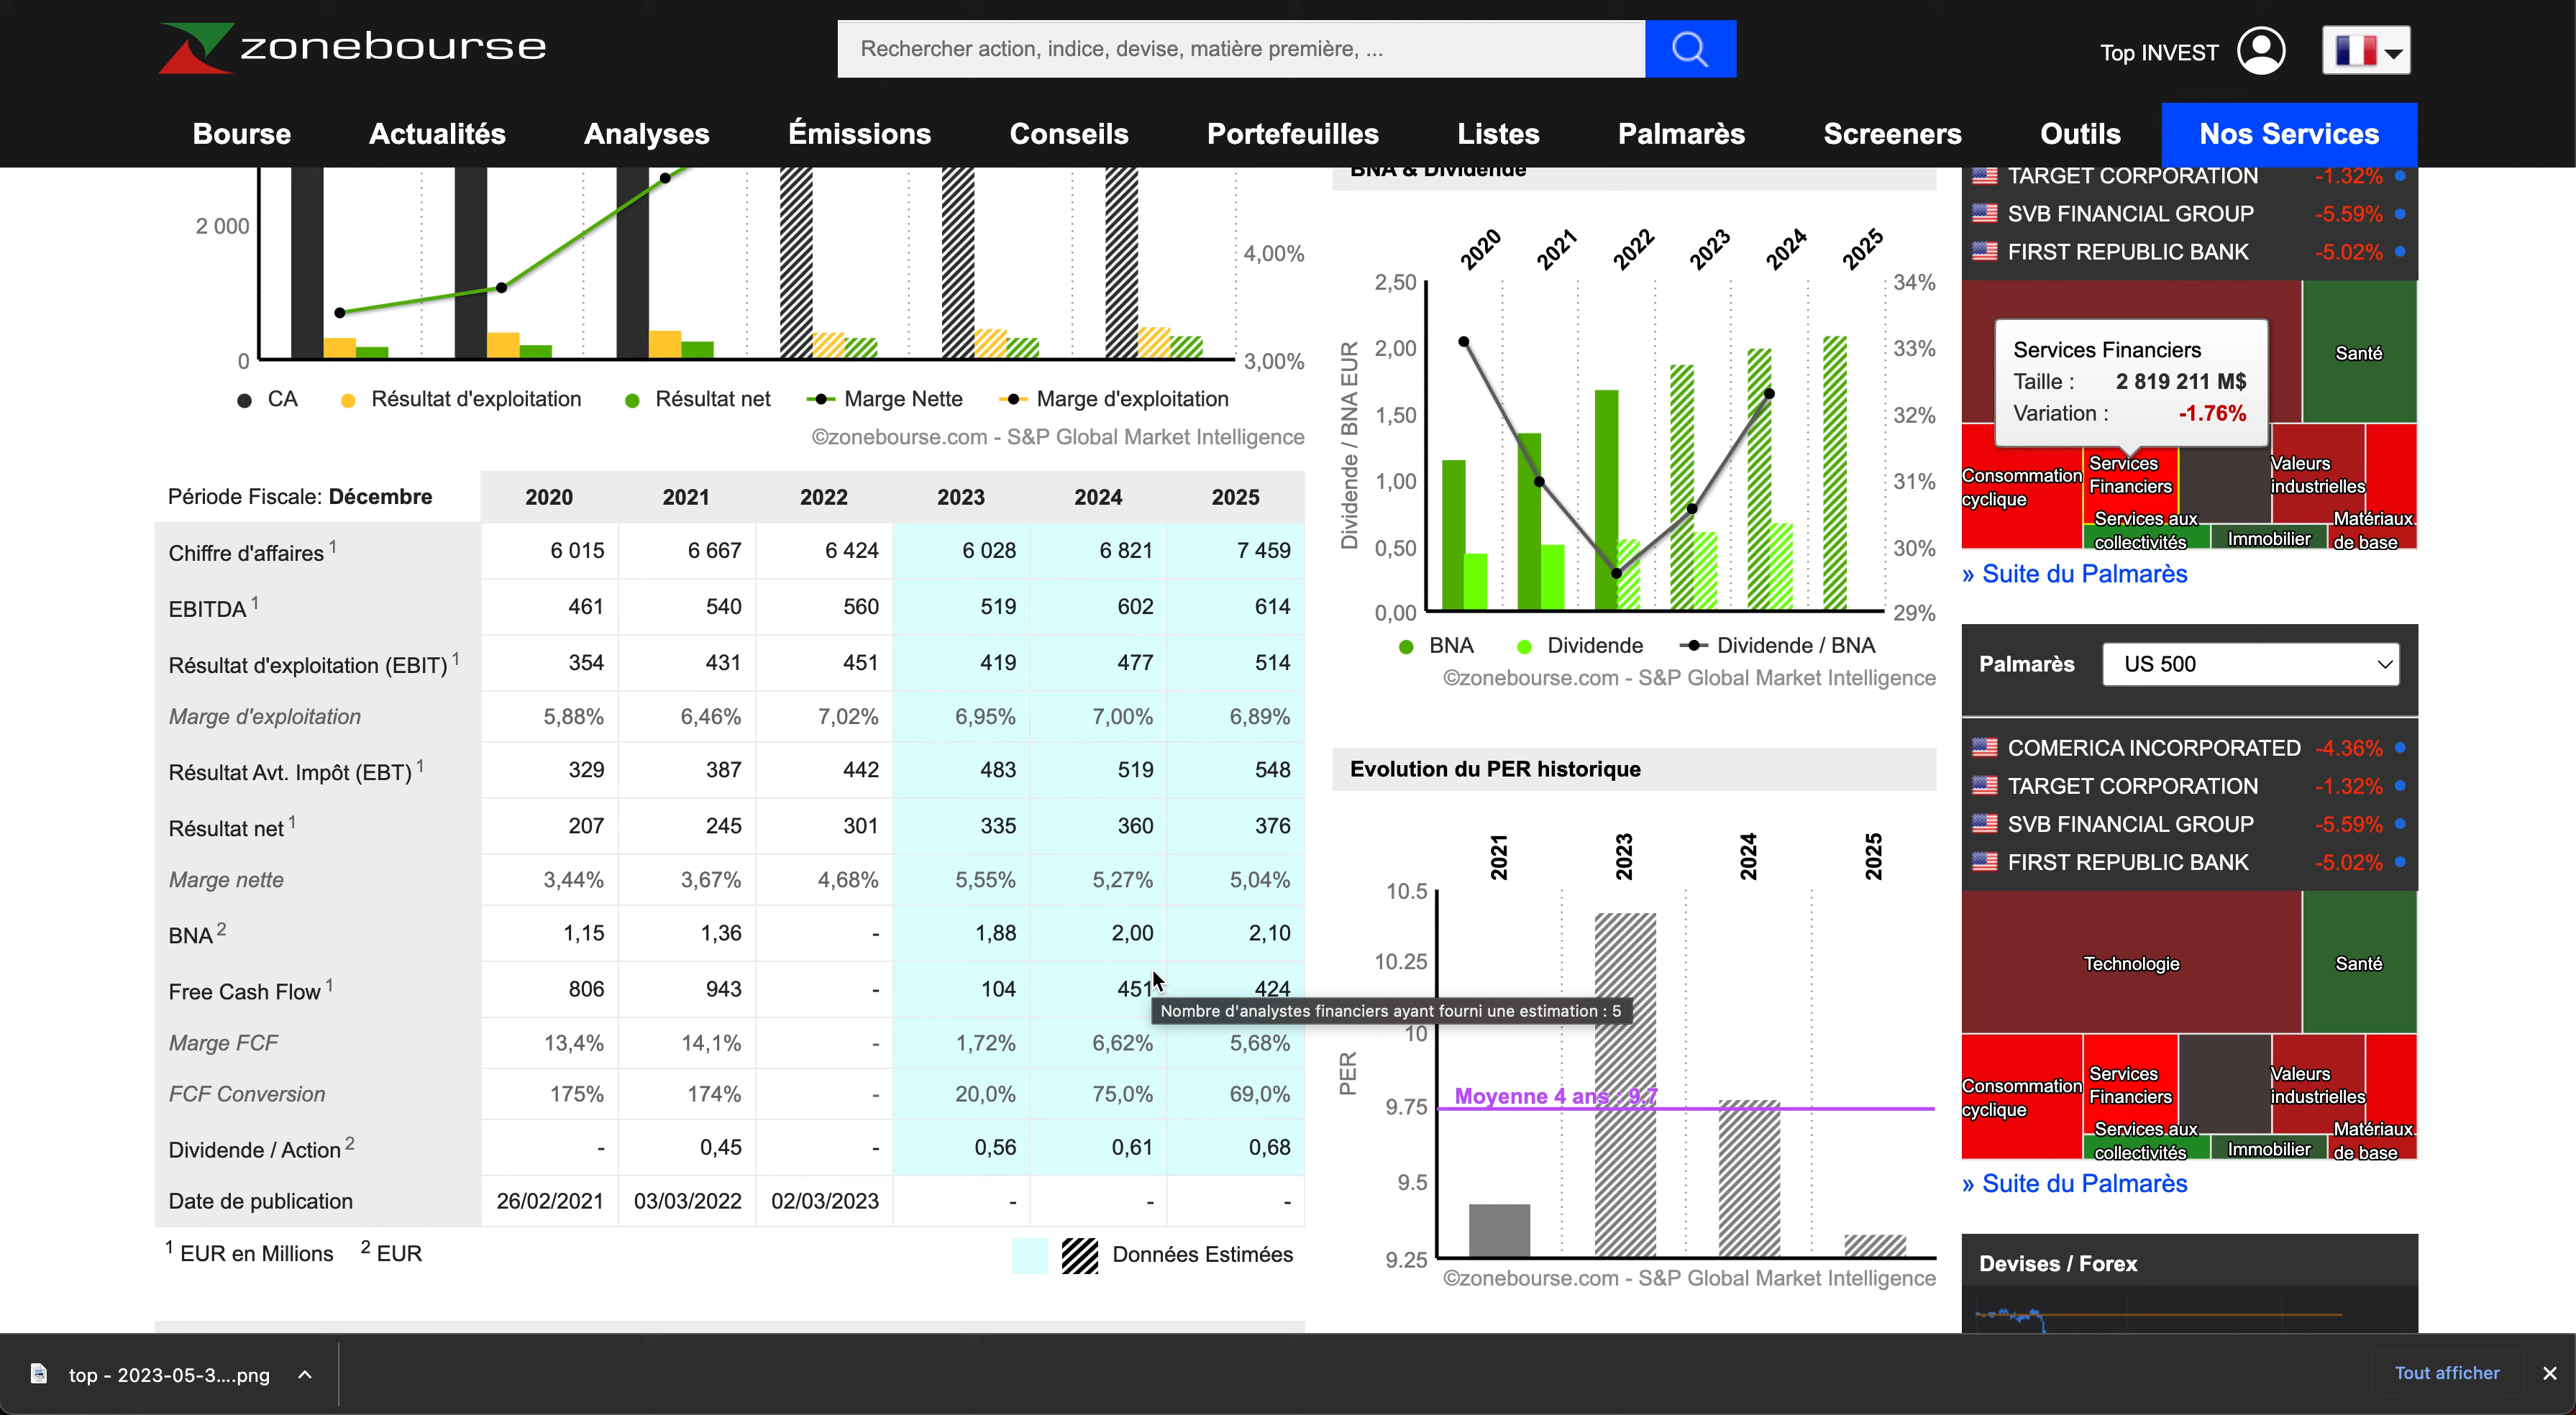 zonebourse
Rechercher action, indice, devise, matière première, ...
Top INVEST
Bourse Actualités Analyses Émissions Conseils Portefeuilles Listes Palmarès Screeners Outils Nos Services
2 000
0
4,00%
3,00%
CA Résultat d'exploitation Résultat net Marge Nette Marge d'exploitation
©zonebourse.com - S&P Global Market Intelligence
Période Fiscale: Décembre 2020 2021 2022 2023 2024 2025
Chiffre d'affaires 1 6 015 6 667 6 424 6 028 6 821 7 459
EBITDA 1 461 540 560 519 602 614
Résultat d'exploitation (EBIT) 1 354 431 451 419 477 514
Marge d'exploitation 5,88% 6,46% 7,02% 6,95% 7,00% 6,89%
Résultat Avt. Impôt (EBT) 1 329 387 442 483 519 548
Résultat net 1 207 245 301 335 360 376
Marge nette 3,44% 3,67% 4,68% 5,55% 5,27% 5,04%
BNA 2 1,15 1,36 - 1,88 2,00 2,10
Free Cash Flow 1 806 943 - 104 451 424
Nombre d'analystes financiers ayant fourni une estimation : 5
Marge FCF 13,4% 14,1% - 1,72% 6,62% 5,68%
FCF Conversion 175% 174% - 20,0% 75,0% 69,0%
Dividende / Action 2 - 0,45 - 0,56 0,61 0,68
Date de publication 26/02/2021 03/03/2022 02/03/2023 - - -
1 EUR en Millions 2 EUR
Données Estimées
BNA & Dividende
2020 2021 2022 2023 2024 2025
2,50 34%
2,00 33%
1,50 32%
1,00 31%
0,50 30%
0,00 29%
Dividende / BNA EUR
BNA Dividende Dividende / BNA
©zonebourse.com - S&P Global Market Intelligence
Evolution du PER historique
2021 2023 2024 2025
10.5
10.25
10
9.75
9.5
9.25
PER
Moyenne 4 ans : 9.7
©zonebourse.com - S&P Global Market Intelligence
TARGET CORPORATION -1.32%
SVB FINANCIAL GROUP -5.59%
FIRST REPUBLIC BANK -5.02%
Services Financiers
Taille : 2 819 211 M$
Variation : -1.76%
Santé
Consommation
cyclique
Services
Financiers
Valeurs
industrielles
Services aux
collectivités
Immobilier
Matériaux
de base
» Suite du Palmarès
Palmarès US 500
COMERICA INCORPORATED -4.36%
TARGET CORPORATION -1.32%
SVB FINANCIAL GROUP -5.59%
FIRST REPUBLIC BANK -5.02%
Technologie
Santé
Consommation
cyclique
Services
Financiers
Valeurs
industrielles
Services aux
collectivités
Immobilier
Matériaux
de base
» Suite du Palmarès
Devises / Forex
top - 2023-05-3....png
Tout afficher